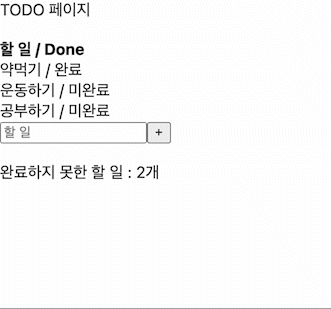 TODO 페이지
할 일 / Done
약먹기 / 완료
운동하기 / 미완료
공부하기 / 미완료
할 일 +
완료하지 못한 할 일 : 2개